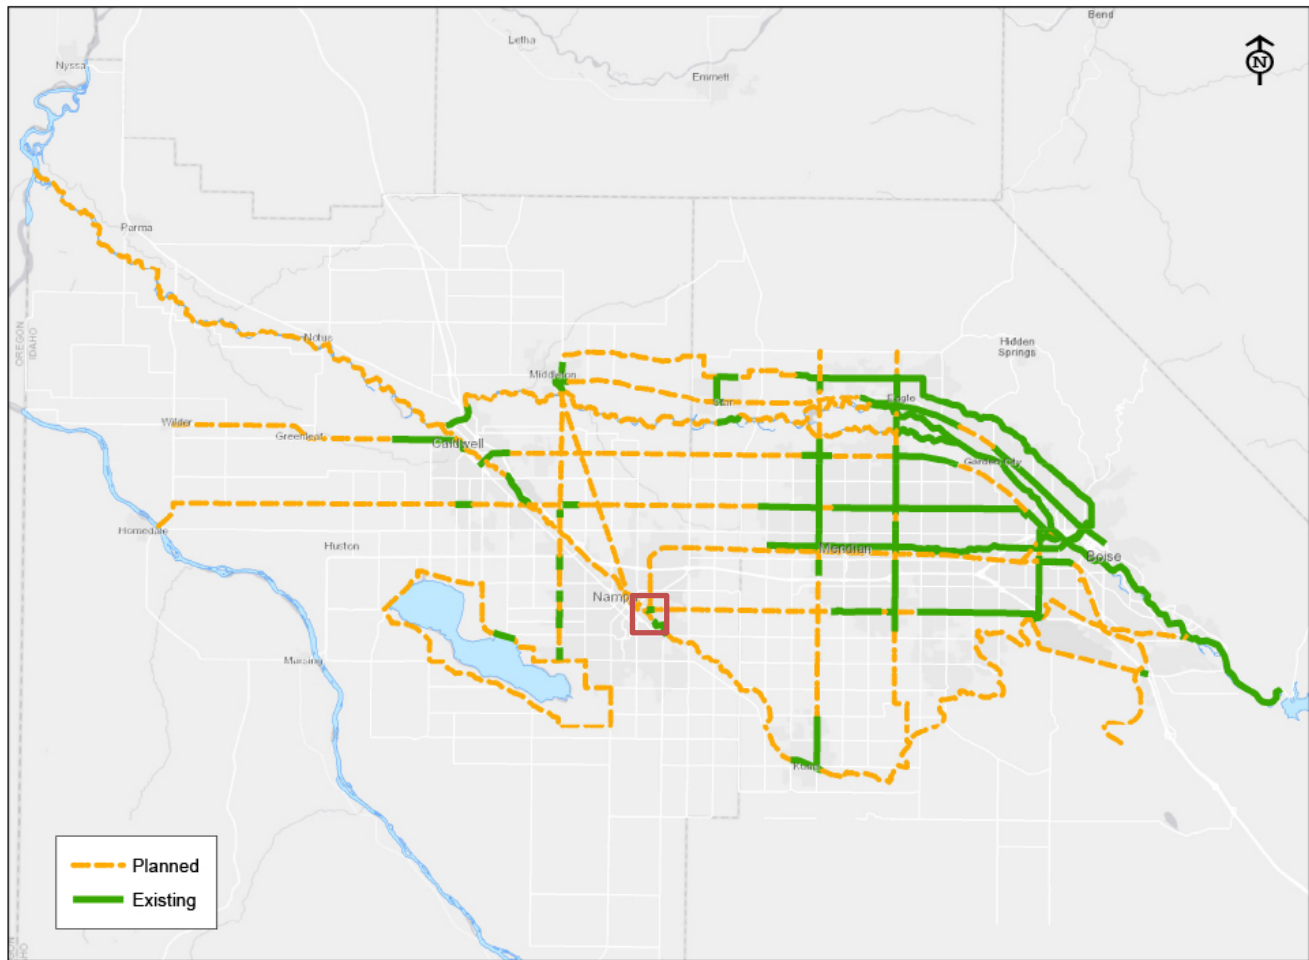 Bend
Letha
N
Nyssa
Emmett
Parma
OREGON
IDAHO
Notus
Hidden
Springs
Middleton
Star
Eagle
Wilder
Greenleaf
Caldwell
Garden City
Homedale
Huston
Meridian
Boise
Nampa
Marsing
Kuna
Planned
Existing